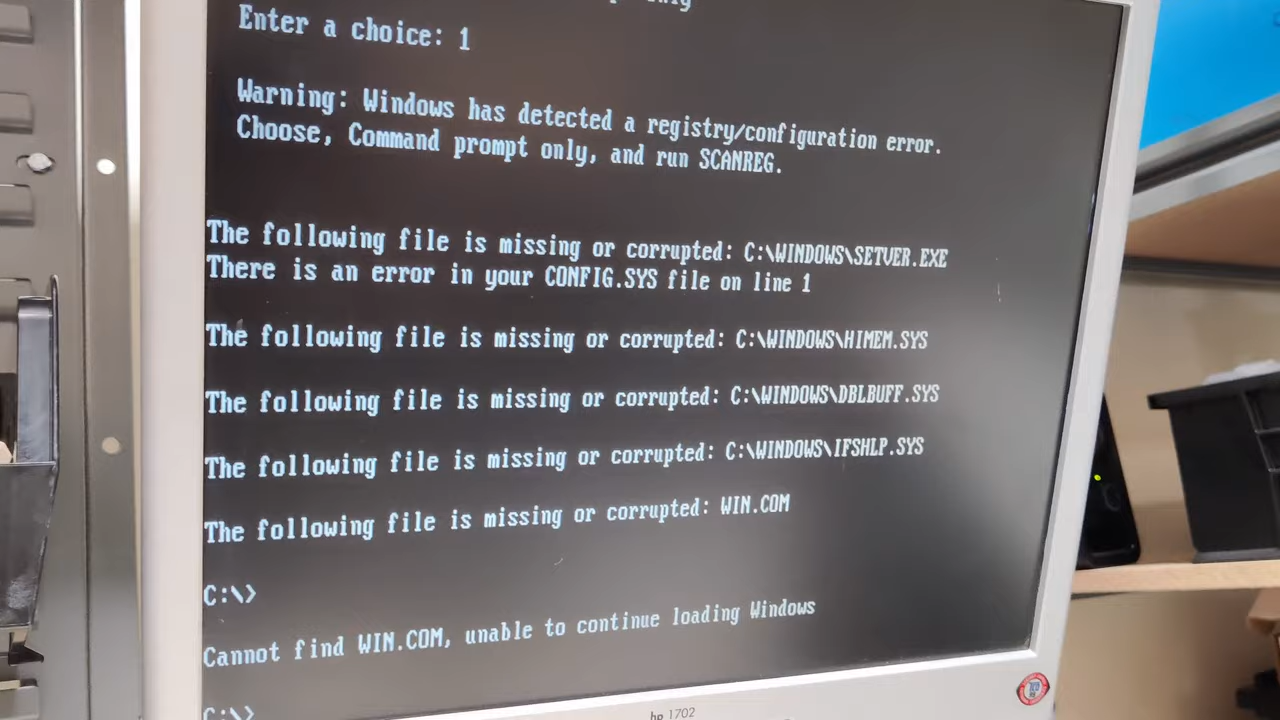 only
Enter a choice: 1
Warning: Windows has detected a registry/configuration error.
Choose, Command prompt only, and run SCANREG.
The following file is missing or corrupted: C:\WINDOWS\SETVER.EXE
There is an error in your CONFIG.SYS file on line 1
The following file is missing or corrupted: C:\WINDOWS\HIMEM.SYS
The following file is missing or corrupted: C:\WINDOWS\DBLBUFF.SYS
The following file is missing or corrupted: C:\WINDOWS\IFSHLP.SYS
The following file is missing or corrupted: WIN.COM
C:\>
Cannot find WIN.COM, unable to continue loading Windows
C:\>
hp 1702